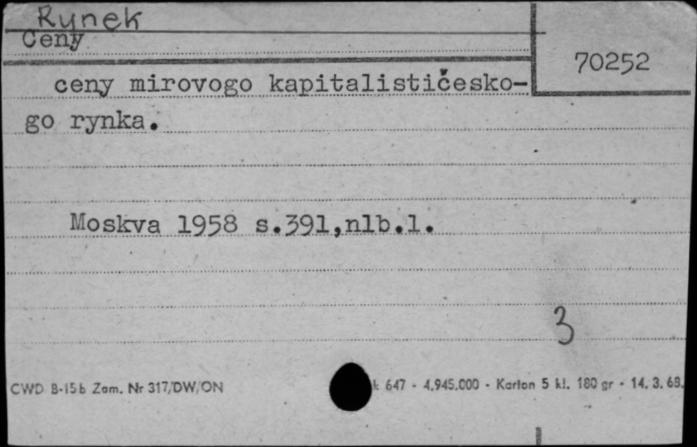 Rynek
Ceny
70252
ceny mirovogo kapitalističesko-
go rynka.
Moskva 1958 s.391,nlb.1.
3
CWD B-15b Zam. Nr 317/DW/ON
k 647 - 4.945.000 - Karton 5 kl. 180 gr - 14. 3. 68.